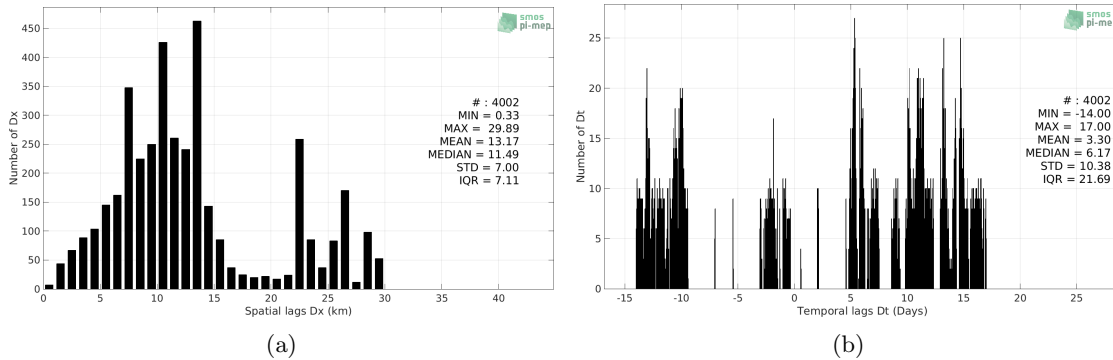 450
400
350
300
250
200
150
100
50
0
Number of Dx
0
5
10
15
20
25
30
35
40
Spatial lags Dx (km)
smos
pi-mep
# : 4002
MIN = 0.33
MAX = 29.89
MEAN = 13.17
MEDIAN = 11.49
STD = 7.00
IQR = 7.11
(a)
25
20
15
10
5
0
Number of Dt
-15
-10
-5
0
5
10
15
20
25
Temporal lags Dt (Days)
smos
pi-me
# : 4002
MIN = -14.00
MAX = 17.00
MEAN = 3.30
MEDIAN = 6.17
STD = 10.38
IQR = 21.69
(b)